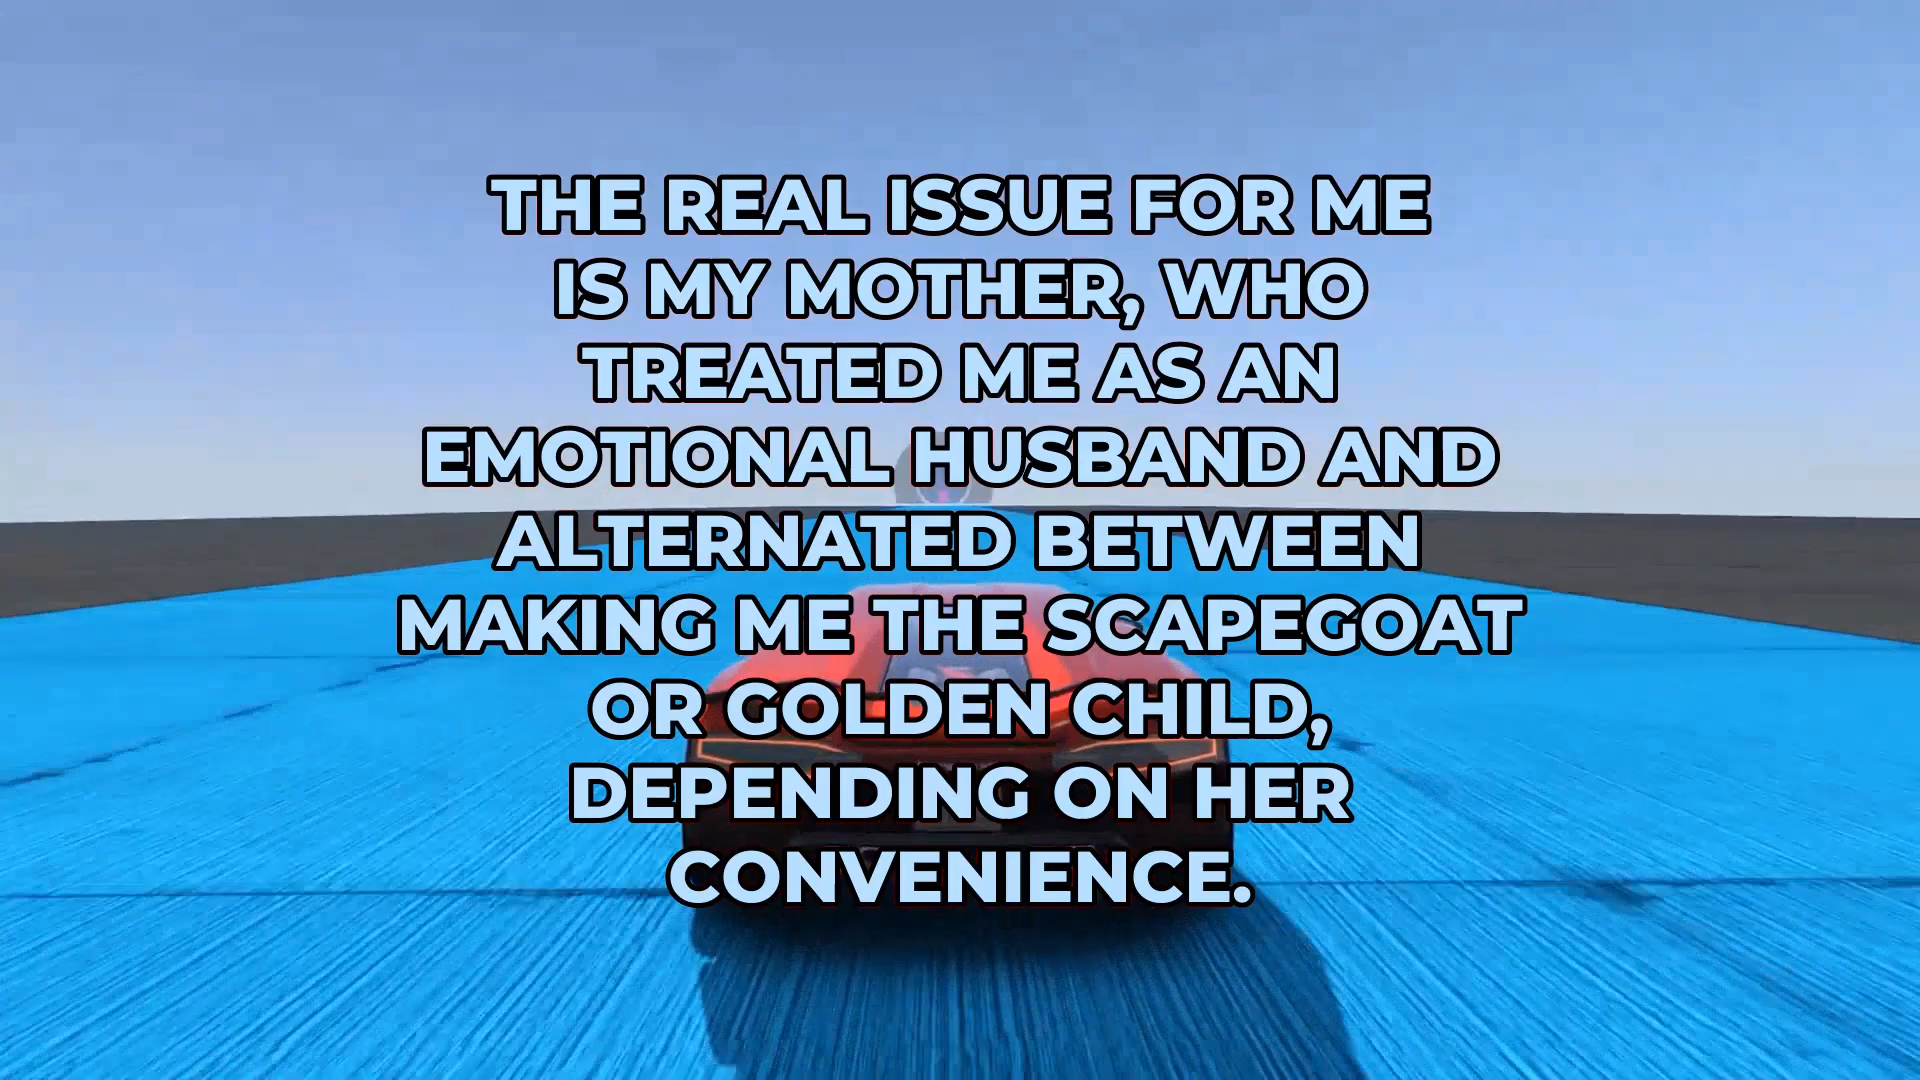 THE REAL ISSUE FOR ME
IS MY MOTHER, WHO
TREATED ME AS AN
EMOTIONAL HUSBAND AND
ALTERNATED BETWEEN
MAKING ME THE SCAPEGOAT
OR GOLDEN CHILD,
DEPENDING ON HER
CONVENIENCE.